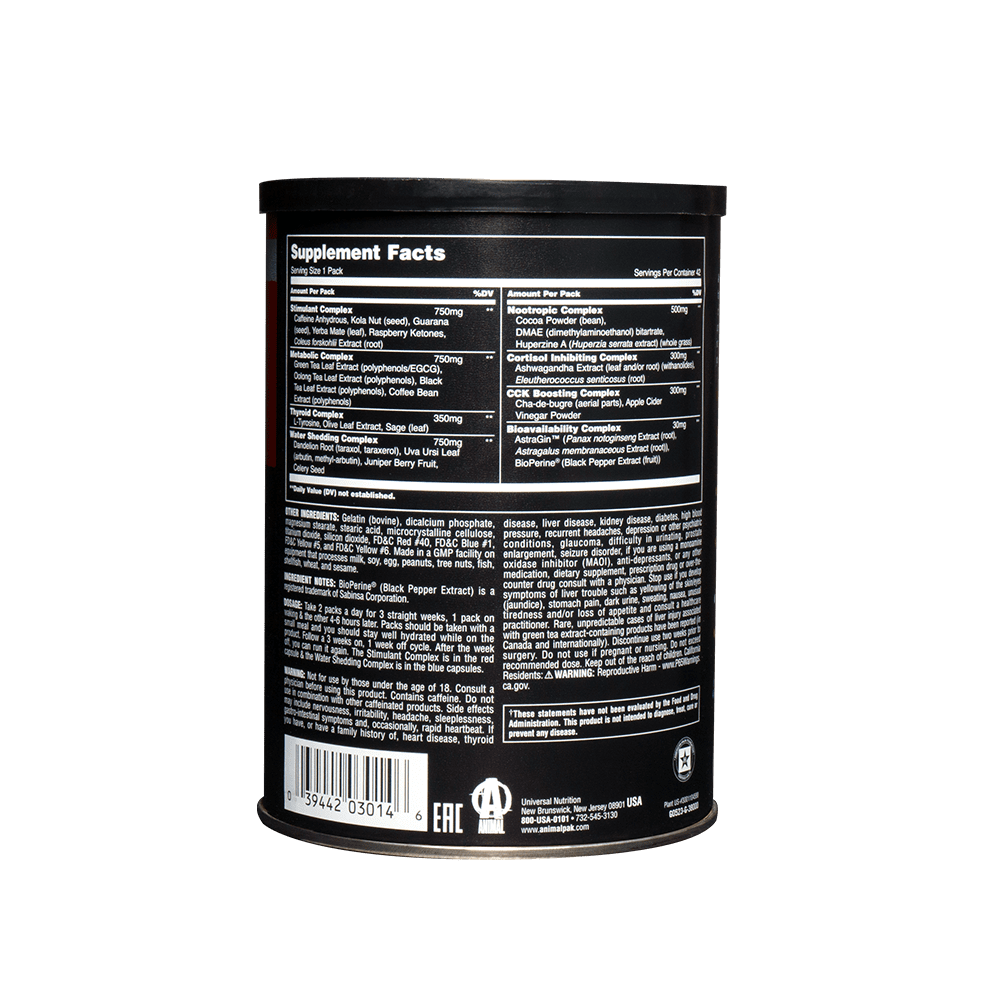 Supplement Facts
Serving Size 1 Pack
Servings Per Container 42
Amount Per Pack %DV
Stimulant Complex 750mg **
Caffeine Anhydrous, Kola Nut (seed), Guarana
(seed), Yerba Mate (leaf), Raspberry Ketones,
Coleus forskohlii Extract (root)
Metabolic Complex 750mg **
Green Tea Leaf Extract (polyphenols/EGCG),
Oolong Tea Leaf Extract (polyphenols), Black
Tea Leaf Extract (polyphenols), Coffee Bean
Extract (polyphenols)
Thyroid Complex 350mg **
L-Tyrosine, Olive Leaf Extract, Sage (leaf)
Water Shedding Complex 750mg **
Dandelion Root (taraxol, taraxerol), Uva Ursi Leaf
(arbutin, methyl-arbutin), Juniper Berry Fruit,
Celery Seed
**Daily Value (DV) not established.
Amount Per Pack %DV
Nootropic Complex 500mg **
Cocoa Powder (bean),
DMAE (dimethylaminoethanol) bitartrate,
Huperzine A (Huperzia serrata extract) (whole grass)
Cortisol Inhibiting Complex 300mg **
Ashwagandha Extract (leaf and/or root) (withanolides),
Eleutherococcus senticosus (root)
CCK Boosting Complex 300mg **
Cha-de-bugre (aerial parts), Apple Cider
Vinegar Powder
Bioavailability Complex 30mg **
AstraGin™ (Panax notoginseng Extract (root),
Astragalus membranaceous Extract (root)),
BioPerine® (Black Pepper Extract (fruit))
OTHER INGREDIENTS: Gelatin (bovine), dicalcium phosphate,
magnesium stearate, stearic acid, microcrystalline cellulose,
titanium dioxide, silicon dioxide, FD&C Red #40, FD&C Blue #1,
FD&C Yellow #5, and FD&C Yellow #6. Made in a GMP facility on
equipment that processes milk, soy, egg, peanuts, tree nuts, fish,
shellfish, wheat, and sesame.
INGREDIENT NOTES: BioPerine® (Black Pepper Extract) is a
registered trademark of Sabinsa Corporation.
DOSAGE: Take 2 packs a day for 3 straight weeks, 1 pack on
waking & the other 4-6 hours later. Packs should be taken with a
small meal and you should stay well hydrated while on the
product. Follow a 3 weeks on, 1 week off cycle. After the week
off, you can run it again. The Stimulant Complex is in the red
capsule & the Water Shedding Complex is in the blue capsules.
WARNING: Not for use by those under the age of 18. Consult a
physician before using this product. Contains caffeine. Do not
use in combination with other caffeinated products. Side effects
may include nervousness, irritability, headache, sleeplessness,
gastro-intestinal symptoms and, occasionally, rapid heartbeat. If
you have, or have a family history of, heart disease, thyroid
disease, liver disease, kidney disease, diabetes, high blood
pressure, recurrent headaches, depression or other psychiatric
conditions, glaucoma, difficulty in urinating, prostate
enlargement, seizure disorder, if you are using a monoamine
oxidase inhibitor (MAOI), anti-depressants, or any other
medication, dietary supplement, prescription drug or over-the-
counter drug consult with a physician. Stop use if you develop
symptoms of liver trouble such as yellowing of the skin/eyes
(jaundice), stomach pain, dark urine, sweating, nausea, unusual
tiredness and/or loss of appetite and consult a healthcare
practitioner. Rare, unpredictable cases of liver injury associated
with green tea extract-containing products have been reported (in
Canada and internationally). Discontinue use two weeks prior to
surgery. Do not use if pregnant or nursing. Do not exceed
recommended dose. Keep out of the reach of children. California
Residents: ⚠ WARNING: Reproductive Harm - www.P65Warnings.
ca.gov.
†These statements have not been evaluated by the Food and Drug
Administration. This product is not intended to diagnose, treat, cure or
prevent any disease.
0 39442 03014 6
EAC
A
ANIMAL
Universal Nutrition
New Brunswick, New Jersey 08901 USA
800-USA-0101 • 732-545-3130
www.animalpak.com